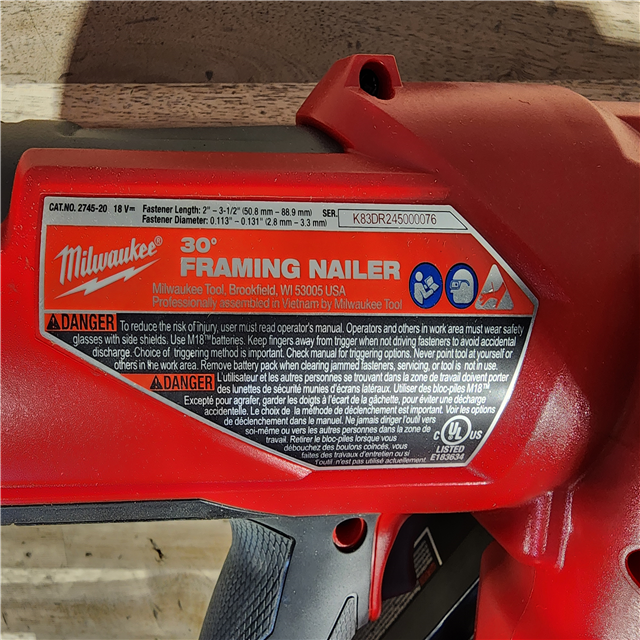 CAT.NO. 2745-20 18 V⎓ Fastener Length: 2" – 3-1/2" (50.8 mm – 88.9 mm) SER. K83DR245000076
Fastener Diameter: 0.113" – 0.131" (2.8 mm – 3.3 mm)
Milwaukee®
30°
FRAMING NAILER
Milwaukee Tool, Brookfield, WI 53005 USA
Professionally assembled in Vietnam by Milwaukee Tool
DANGER To reduce the risk of injury, user must read operator's manual. Operators and others in work area must wear safety
glasses with side shields. Use M18™ batteries. Keep fingers away from trigger when not driving fasteners to avoid accidental
discharge. Choice of triggering method is important. Check manual for triggering options. Never point tool at yourself or
others in the work area. Remove battery pack when clearing jammed fasteners, servicing, or tool is not in use.
DANGER L'utilisateur et les autres personnes se trouvant dans la zone de travail doivent porter
des lunettes de sécurité munies d'écrans latéraux. Utiliser des bloc-piles M18™.
Excepté pour agrafer, garder les doigts à l'écart de la gâchette, pour éviter une décharge
accidentelle. Le choix de la méthode de déclenchement est important. Voir les options
de déclenchement dans le manuel. Ne jamais diriger l'outil vers
soi-même ou vers les autres personnes dans la zone de
travail. Retirer le bloc-piles lorsque vous
débouchez des boulons coincés, vous
faites des travaux d'entretien ou si
l'outil n'est pas utilisé actuellement.
C UL US
LISTED
E183634